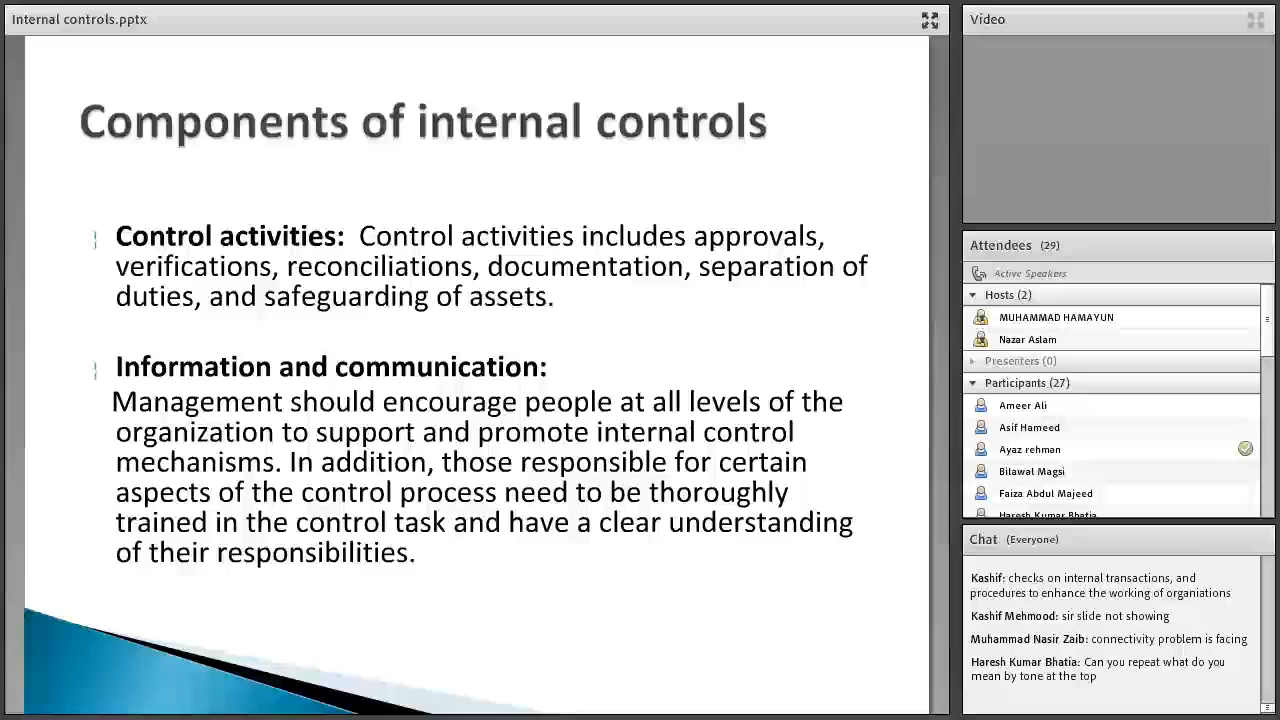 Internal controls.pptx
Components of internal controls
Control activities: Control activities includes approvals,
verifications, reconciliations, documentation, separation of
duties, and safeguarding of assets.
Information and communication:
Management should encourage people at all levels of the
organization to support and promote internal control
mechanisms. In addition, those responsible for certain
aspects of the control process need to be thoroughly
trained in the control task and have a clear understanding
of their responsibilities.
Video
Attendees (29)
Active Speakers
Hosts (2)
MUHAMMAD HAMAYUN
Nazar Aslam
Presenters (0)
Participants (27)
Ameer Ali
Asif Hameed
Ayaz rehman
Bilawal Magsi
Faiza Abdul Majeed
Haresh Kumar Bhatia
Chat (Everyone)
Kashif: checks on internal transactions, and
procedures to enhance the working of organiations
Kashif Mehmood: sir slide not showing
Muhammad Nasir Zaib: connectivity problem is facing
Haresh Kumar Bhatia: Can you repeat what do you
mean by tone at the top